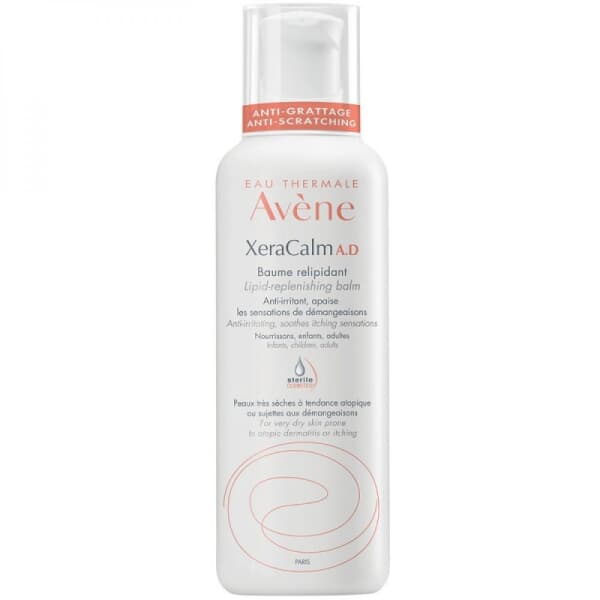 ANTI-GRATTAGE
ANTI-SCRATCHING
EAU THERMALE
Avène
XeraCalm A.D
Baume relipidant
Lipid-replenishing balm
Anti-irritant, apaise
les sensations de démangeaisons
Anti-irritating, soothes itching sensations
Nourrissons, enfants, adultes
Infants, children, adults
sterile
COSMETICS
Peaux très sèches à tendance atopique
ou sujettes aux démangeaisons
For very dry skin prone
to atopic dermatitis or itching
PARIS